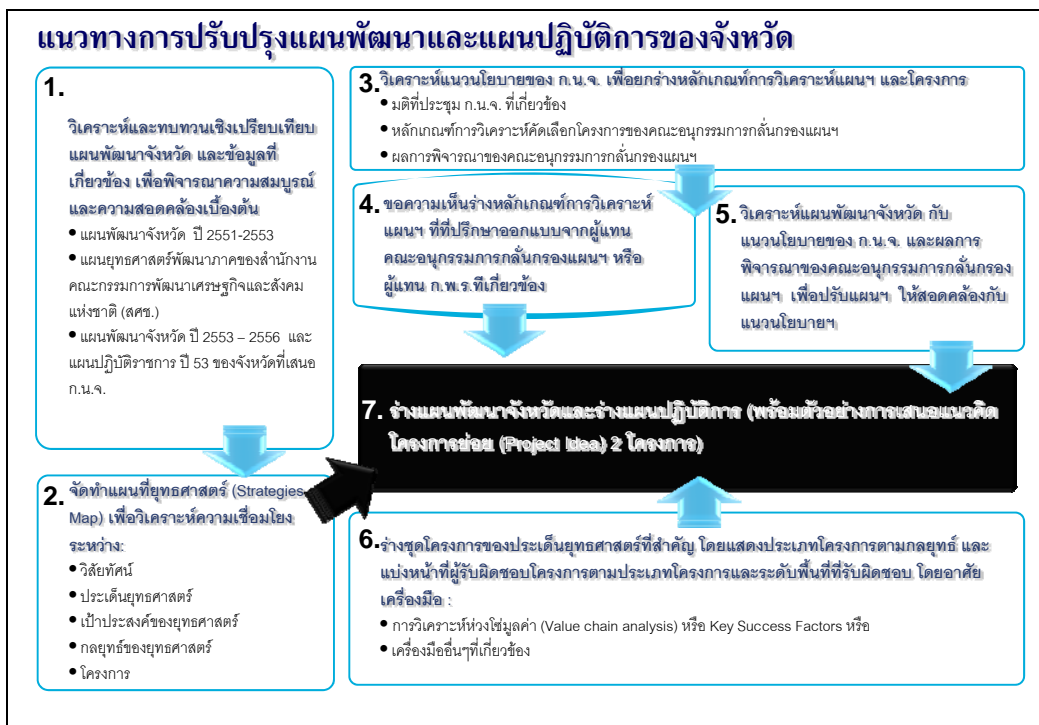 แนวทางการปรับปรุงแผนพัฒนาและแผนปฏิบัติการของจังหวัด
1.
วิเคราะห์และทบทวนเชิงเปรียบเทียบ
แผนพัฒนาจังหวัด และข้อมูลที่
เกี่ยวข้อง เพื่อพิจารณาความสมบูรณ์
และความสอดคล้องเบื้องต้น
• แผนพัฒนาจังหวัด ปี 2551-2553
• แผนยุทธศาสตร์พัฒนาภาคของสำนักงาน
คณะกรรมการพัฒนาเศรษฐกิจและสังคม
แห่งชาติ (สศช.)
• แผนพัฒนาจังหวัด ปี 2553 – 2556 และ
แผนปฏิบัติราชการ ปี 53 ของจังหวัดที่เสนอ
ก.น.จ.
2. จัดทำแผนที่ยุทธศาสตร์ (Strategies
Map) เพื่อวิเคราะห์ความเชื่อมโยง
ระหว่าง:
• วิสัยทัศน์
• ประเด็นยุทธศาสตร์
• เป้าประสงค์ของยุทธศาสตร์
• กลยุทธ์ของยุทธศาสตร์
• โครงการ
3. วิเคราะห์แนวนโยบายของ ก.น.จ. เพื่อยกร่างหลักเกณฑ์การวิเคราะห์แผนฯ และโครงการ
• มติที่ประชุม ก.น.จ. ที่เกี่ยวข้อง
• หลักเกณฑ์การวิเคราะห์คัดเลือกโครงการของคณะอนุกรรมการกลั่นกรองแผนฯ
• ผลการพิจารณาของคณะอนุกรรมการกลั่นกรองแผนฯ
4. ขอความเห็นร่างหลักเกณฑ์การวิเคราะห์
แผนฯ ที่ที่ปรึกษาออกแบบจากผู้แทน
คณะอนุกรรมการกลั่นกรองแผนฯ หรือ
ผู้แทน ก.พ.ร.ที่เกี่ยวข้อง
5. วิเคราะห์แผนพัฒนาจังหวัด กับ
แนวนโยบายของ ก.น.จ. และผลการ
พิจารณาของคณะอนุกรรมการกลั่นกรอง
แผนฯ เพื่อปรับแผนฯ ให้สอดคล้องกับ
แนวนโยบายฯ
7. ร่างแผนพัฒนาจังหวัดและร่างแผนปฏิบัติการ (พร้อมตัวอย่างการเสนอแนวคิด
โครงการย่อย (Project Idea) 2 โครงการ)
6. ร่างชุดโครงการของประเด็นยุทธศาสตร์ที่สำคัญ โดยแสดงประเภทโครงการตามกลยุทธ์ และ
แบ่งหน้าที่ผู้รับผิดชอบโครงการตามประเภทโครงการและระดับพื้นที่ที่รับผิดชอบ โดยอาศัย
เครื่องมือ :
• การวิเคราะห์ห่วงโซ่มูลค่า (Value chain analysis) หรือ Key Success Factors หรือ
• เครื่องมืออื่นๆที่เกี่ยวข้อง